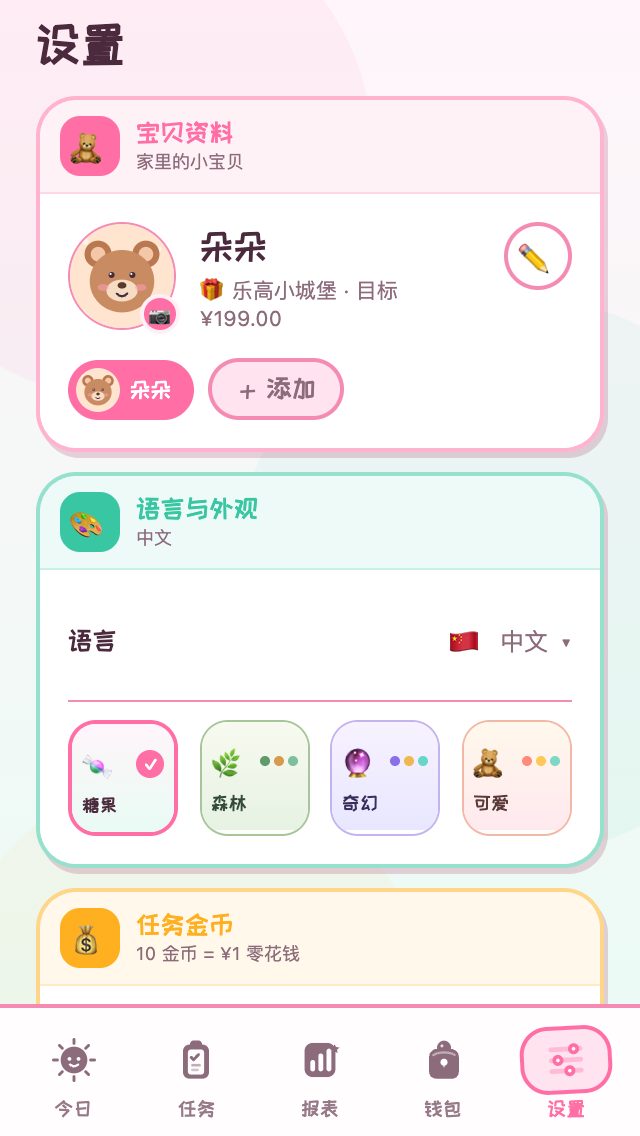 设置
宝贝资料
家里的小宝贝
朵朵
乐高小城堡 · 目标
¥199.00
朵朵
+ 添加
语言与外观
中文
语言
中文
糖果
森林
奇幻
可爱
任务金币
10 金币 = ¥1 零花钱
今日
任务
报表
钱包
设置